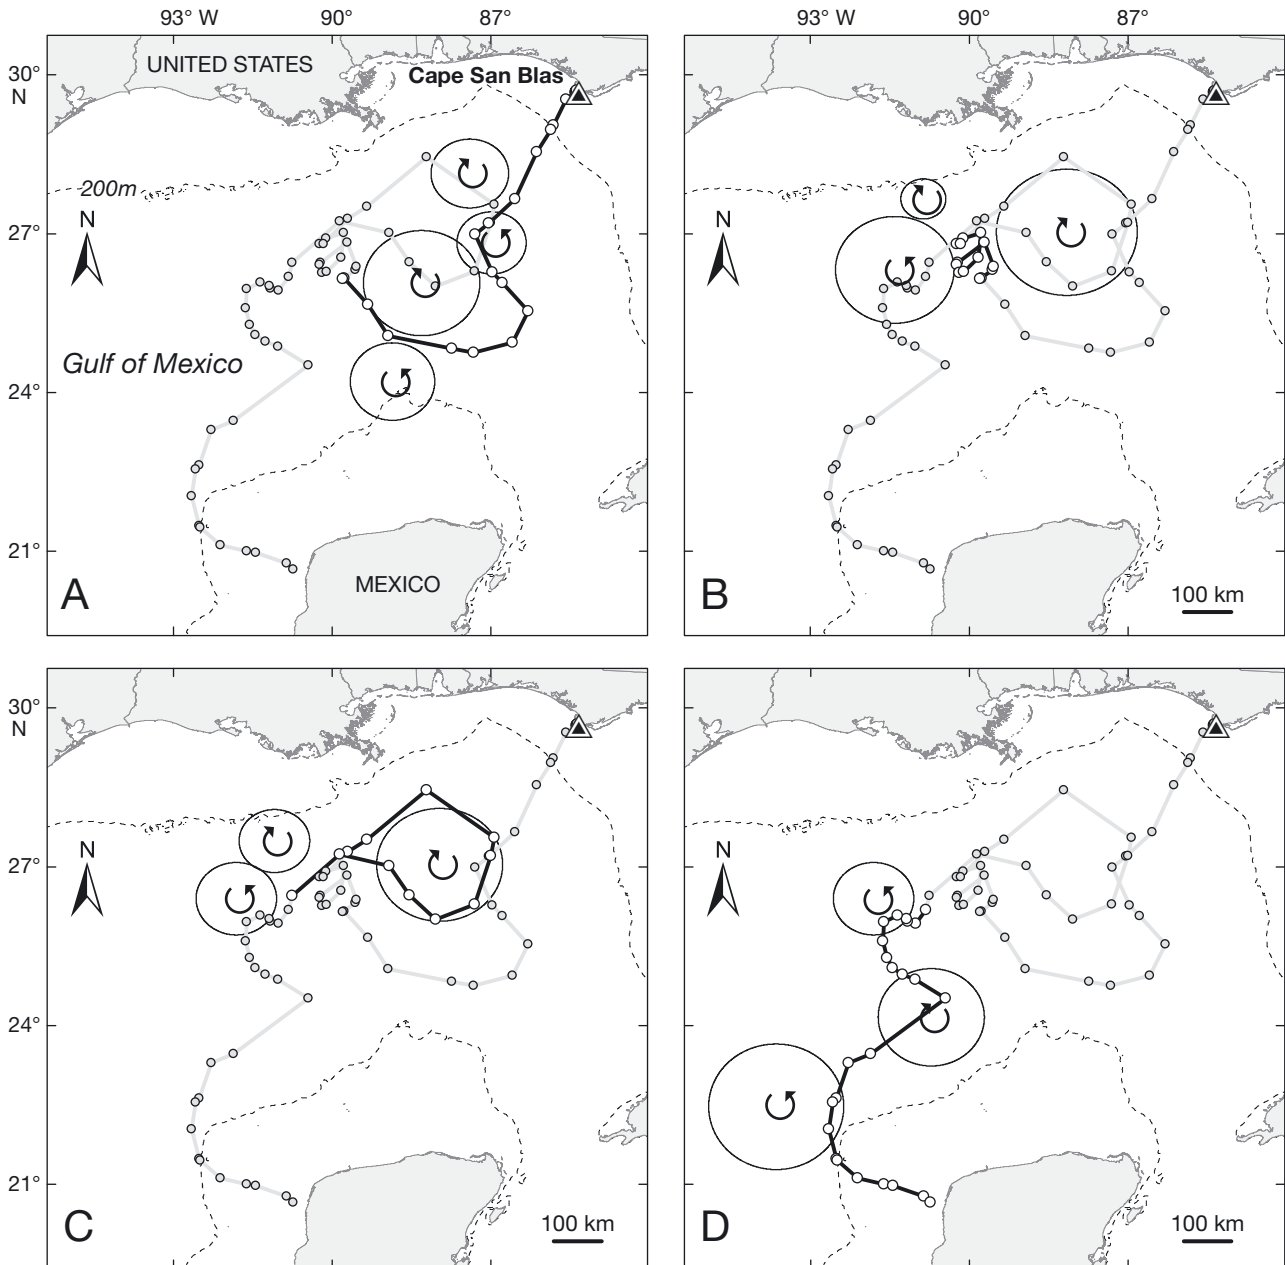 93° W 90° 87° 93° W 90° 87°
30°
N
UNITED STATES
Cape San Blas
200m
N
N
27°
Gulf of Mexico
24°
21°
MEXICO
A
B
100 km
30°
N
N
N
27°
24°
21°
C
100 km
D
100 km